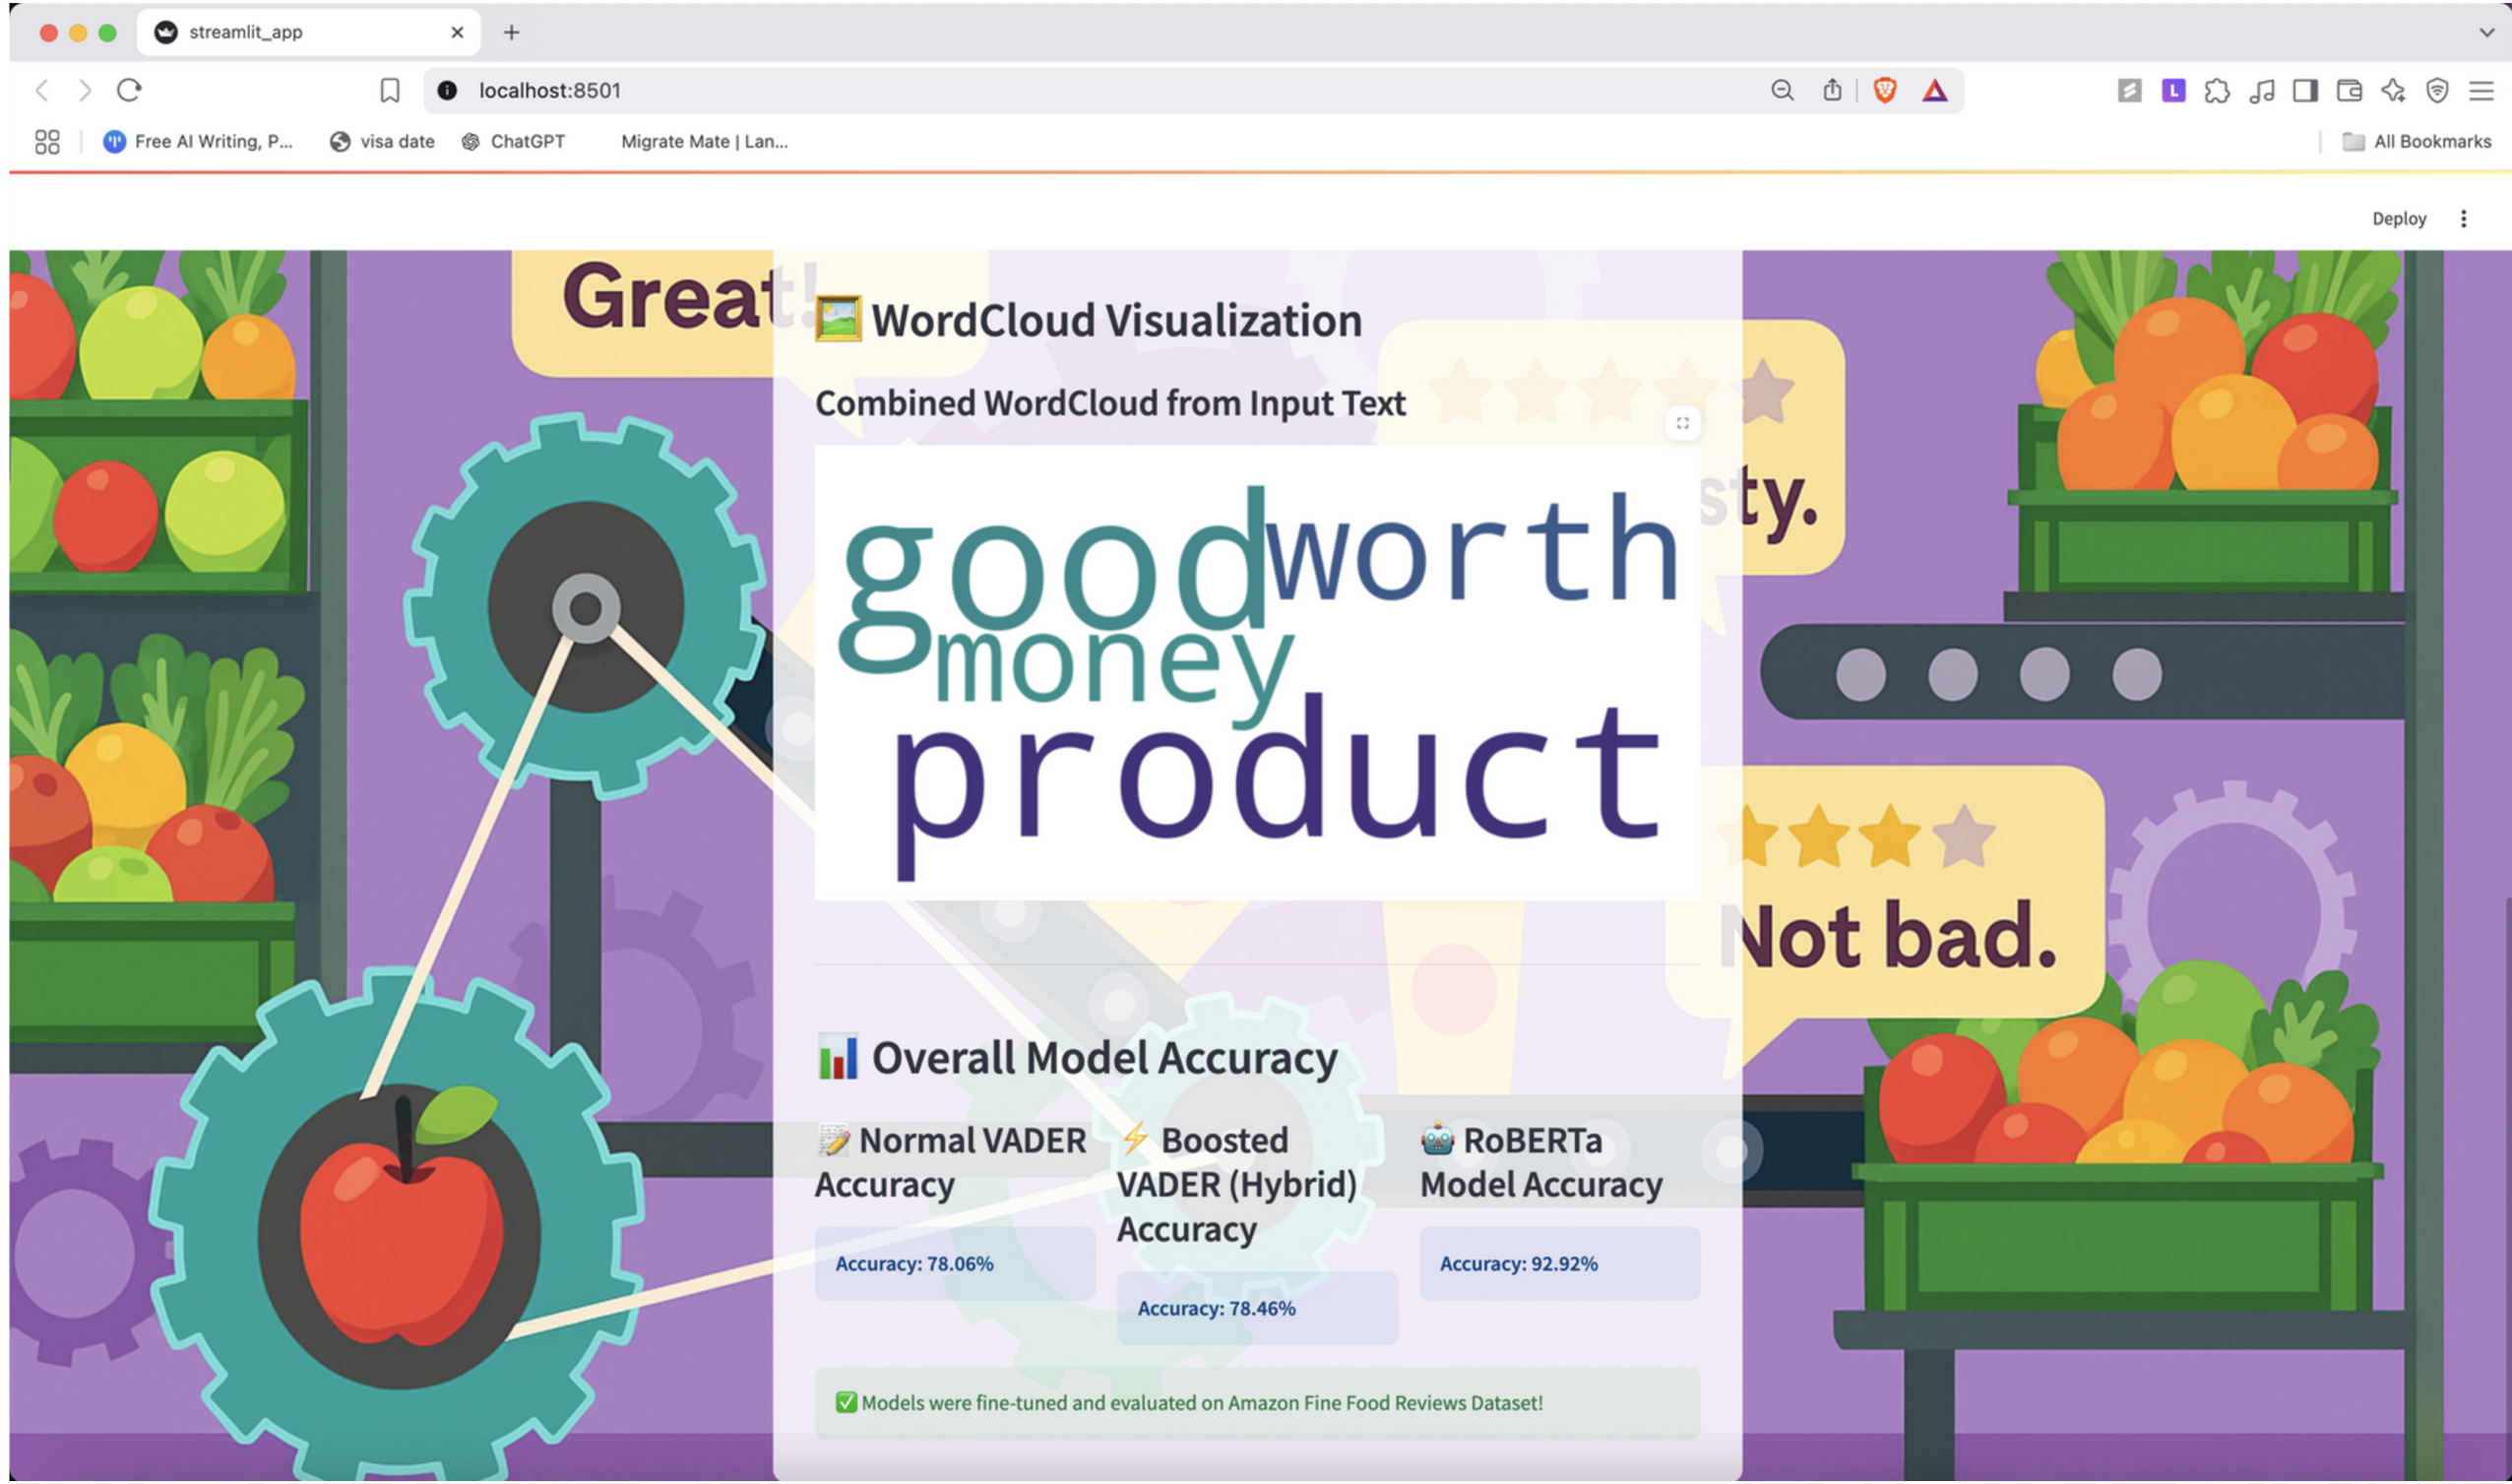 streamlit_app
localhost:8501
L
Free AI Writing, P... visa date ChatGPT Migrate Mate | Lan... All Bookmarks
Deploy
Great!
WordCloud Visualization
Combined WordCloud from Input Text
good worth
money
product
sty.
Not bad.
Overall Model Accuracy
Normal VADER
Accuracy
Accuracy: 78.06%
Boosted
VADER (Hybrid)
Accuracy
Accuracy: 78.46%
RoBERTa
Model Accuracy
Accuracy: 92.92%
Models were fine-tuned and evaluated on Amazon Fine Food Reviews Dataset!